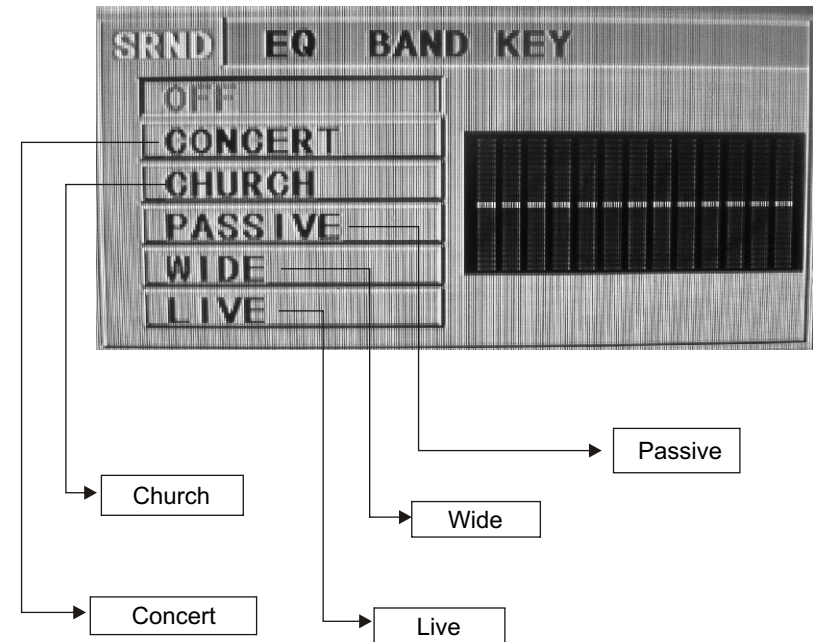 SRND EQ BAND KEY
OFF
CONCERT
CHURCH
PASSIVE
WIDE
LIVE
Passive
Church
Wide
Concert
Live